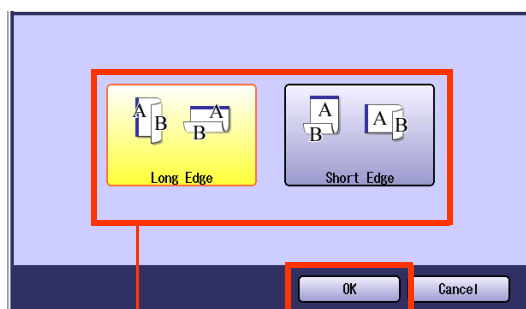 A B B A
A B A B
Long Edge
Short Edge
OK
Cancel